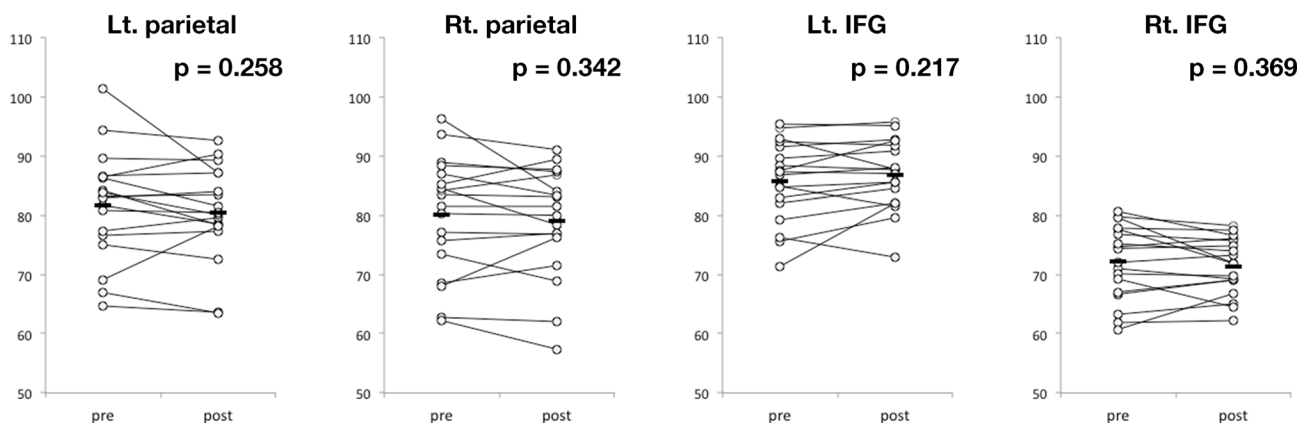 Lt. parietal
p = 0.258
110
100
90
80
70
60
50
pre post
Rt. parietal
p = 0.342
110
100
90
80
70
60
50
pre post
Lt. IFG
p = 0.217
110
100
90
80
70
60
50
pre post
Rt. IFG
p = 0.369
110
100
90
80
70
60
50
pre post